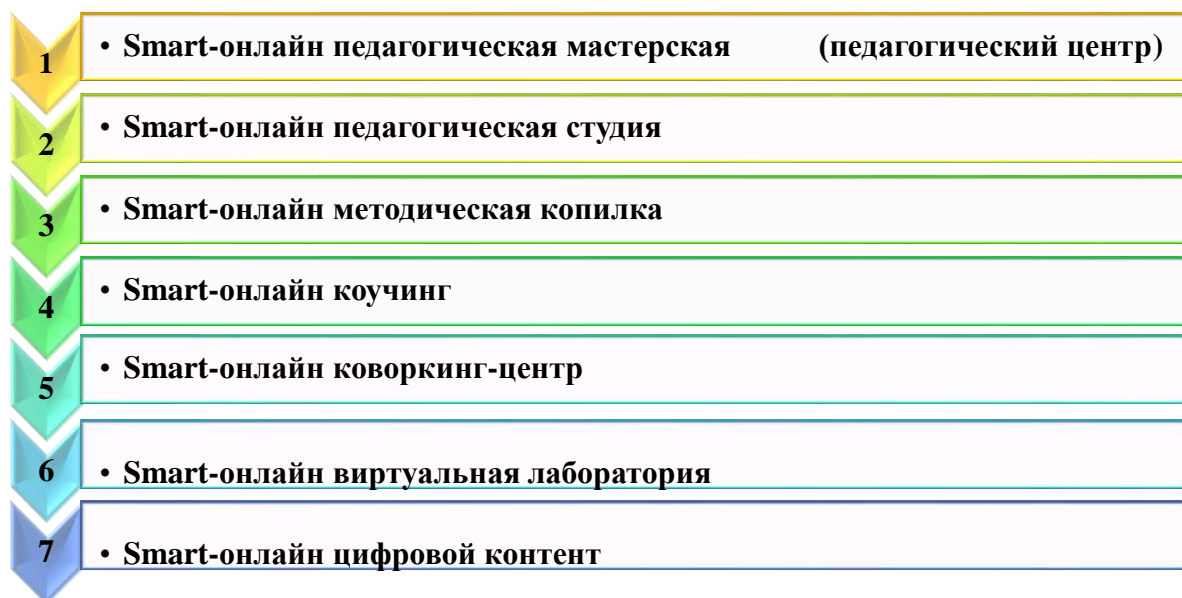 1
• Smart-онлайн педагогическая мастерская (педагогический центр)
2
• Smart-онлайн педагогическая студия
3
• Smart-онлайн методическая копилка
4
• Smart-онлайн коучинг
5
• Smart-онлайн коворкинг-центр
6
• Smart-онлайн виртуальная лаборатория
7
• Smart-онлайн цифровой контент